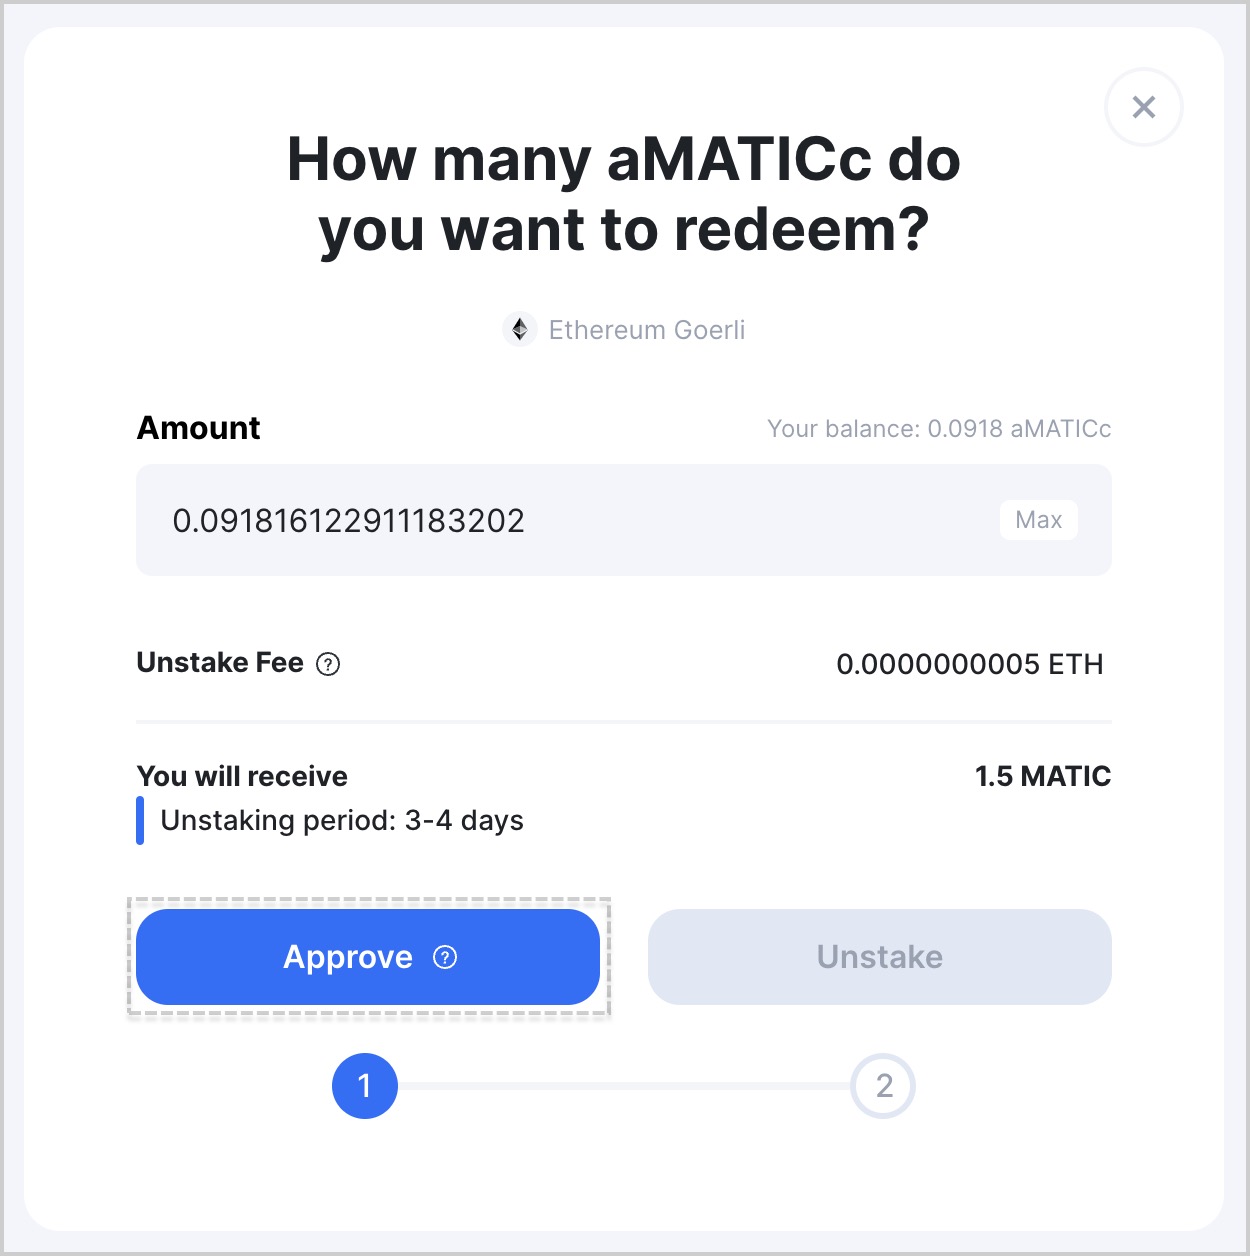 How many aMATICc do
you want to redeem?
Ethereum Goerli
Amount
Your balance: 0.0918 aMATICc
0.091816122911183202
Max
Unstake Fee ?
0.0000000005 ETH
You will receive
1.5 MATIC
Unstaking period: 3-4 days
Approve ?
Unstake
1
2